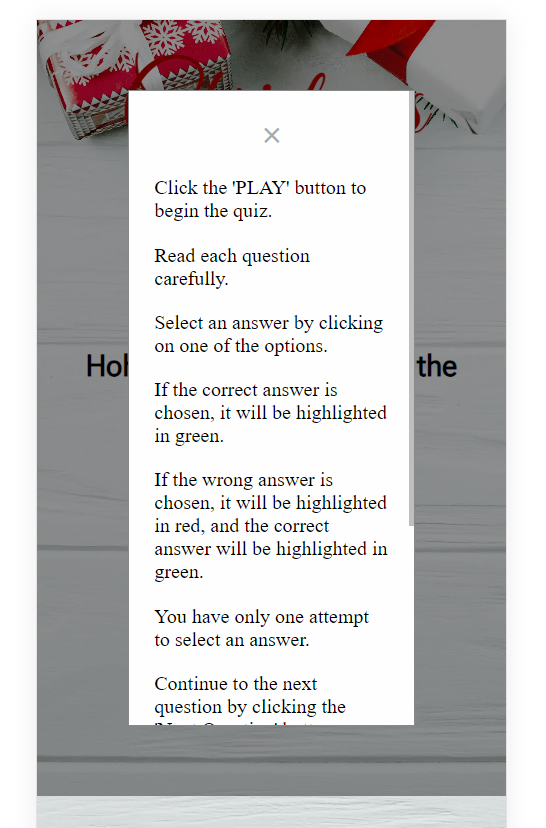 ×
Click the 'PLAY' button to
begin the quiz.
Read each question
carefully.
Select an answer by clicking
on one of the options.
Hoh
the
If the correct answer is
chosen, it will be highlighted
in green.
If the wrong answer is
chosen, it will be highlighted
in red, and the correct
answer will be highlighted in
green.
You have only one attempt
to select an answer.
Continue to the next
question by clicking the